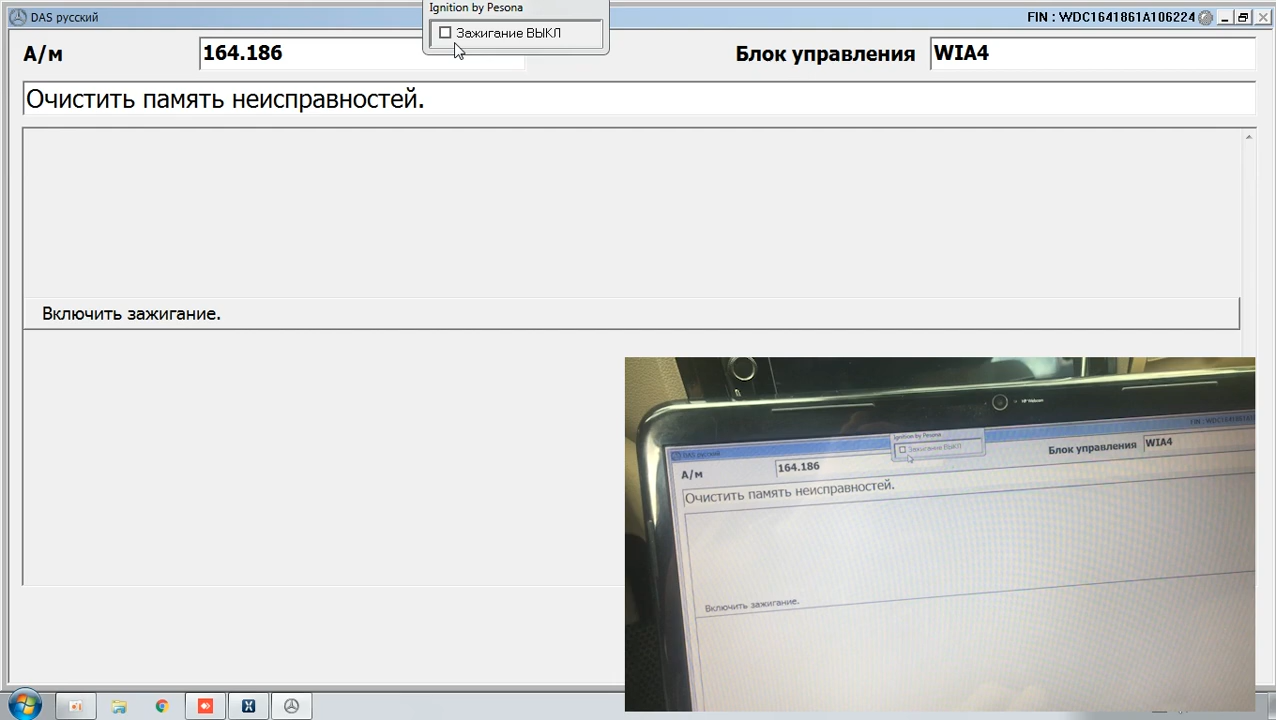 Ignition by Pesona
DAS русский
FIN : WDC1641861A106224
Зажигание ВЫКЛ
А/м
164.186
Блок управления
WIA4
Очистить память неисправностей.
Включить зажигание.
Ignition by Pesona
DAS русский
Зажигание ВЫКЛ
А/м
164.186
Блок управления
WIA4
Очистить память неисправностей.
Включить зажигание.